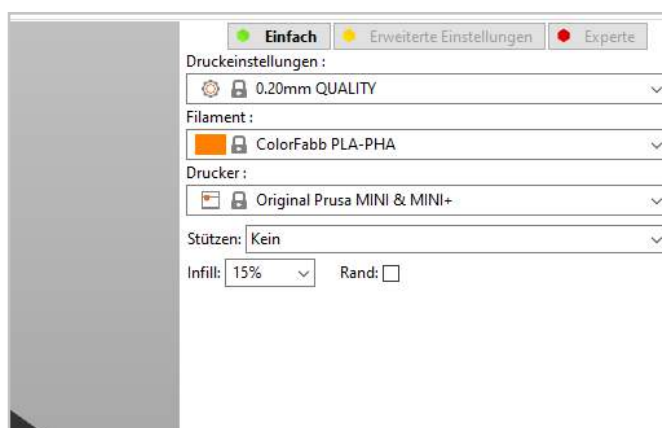 Einfach Erweiterte Einstellungen Experte
Druckeinstellungen :
0.20mm QUALITY
Filament :
ColorFabb PLA-PHA
Drucker :
Original Prusa MINI & MINI+
Stützen: Kein
Infill: 15% Rand: